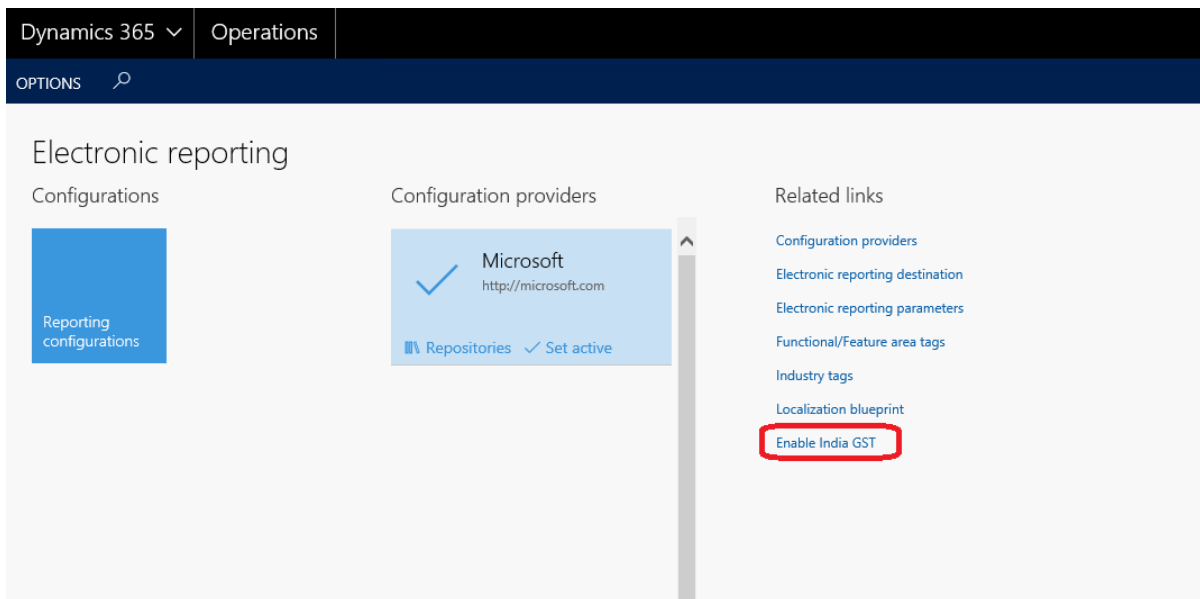 Dynamics 365 Operations
OPTIONS
Electronic reporting
Configurations
Reporting
configurations
Configuration providers
Microsoft
http://microsoft.com
Repositories Set active
Related links
Configuration providers
Electronic reporting destination
Electronic reporting parameters
Functional/Feature area tags
Industry tags
Localization blueprint
Enable India GST